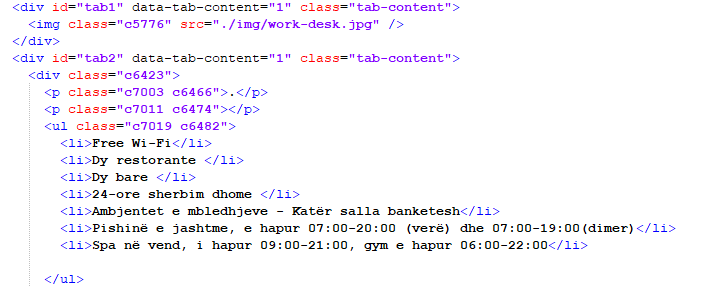 <div id="tab1" data-tab-content="1" class="tab-content">
<img class="c5776" src="./img/work-desk.jpg" />
</div>
<div id="tab2" data-tab-content="1" class="tab-content">
<div class="c6423">
<p class="c7003 c6466">.</p>
<p class="c7011 c6474"></p>
<ul class="c7019 c6482">
<li>Free Wi-Fi</li>
<li>Dy restorante </li>
<li>Dy bare </li>
<li>24-ore sherbim dhome </li>
<li>Ambjentet e mbledhjeve - Katër salla banketesh</li>
<li>Pishinë e jashtme, e hapur 07:00-20:00 (verë) dhe 07:00-19:00(dimer)</li>
<li>Spa në vend, i hapur 09:00-21:00, gym e hapur 06:00-22:00</li>
</ul>